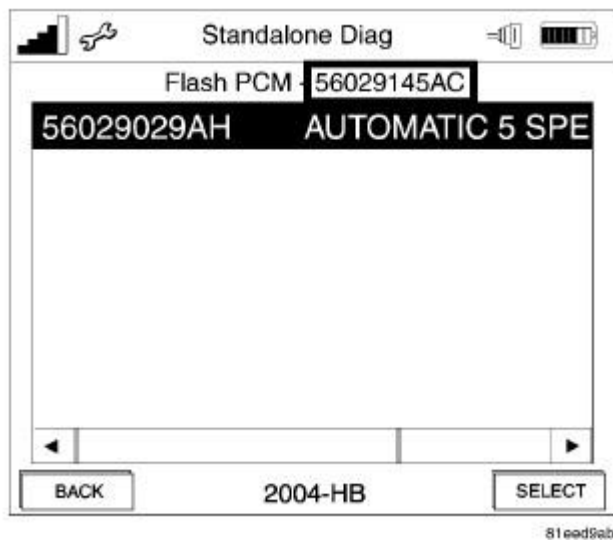 Standalone Diag
Flash PCM - 56029145AC
56029029AH AUTOMATIC 5 SPE
BACK 2004-HB SELECT
81eed9ab